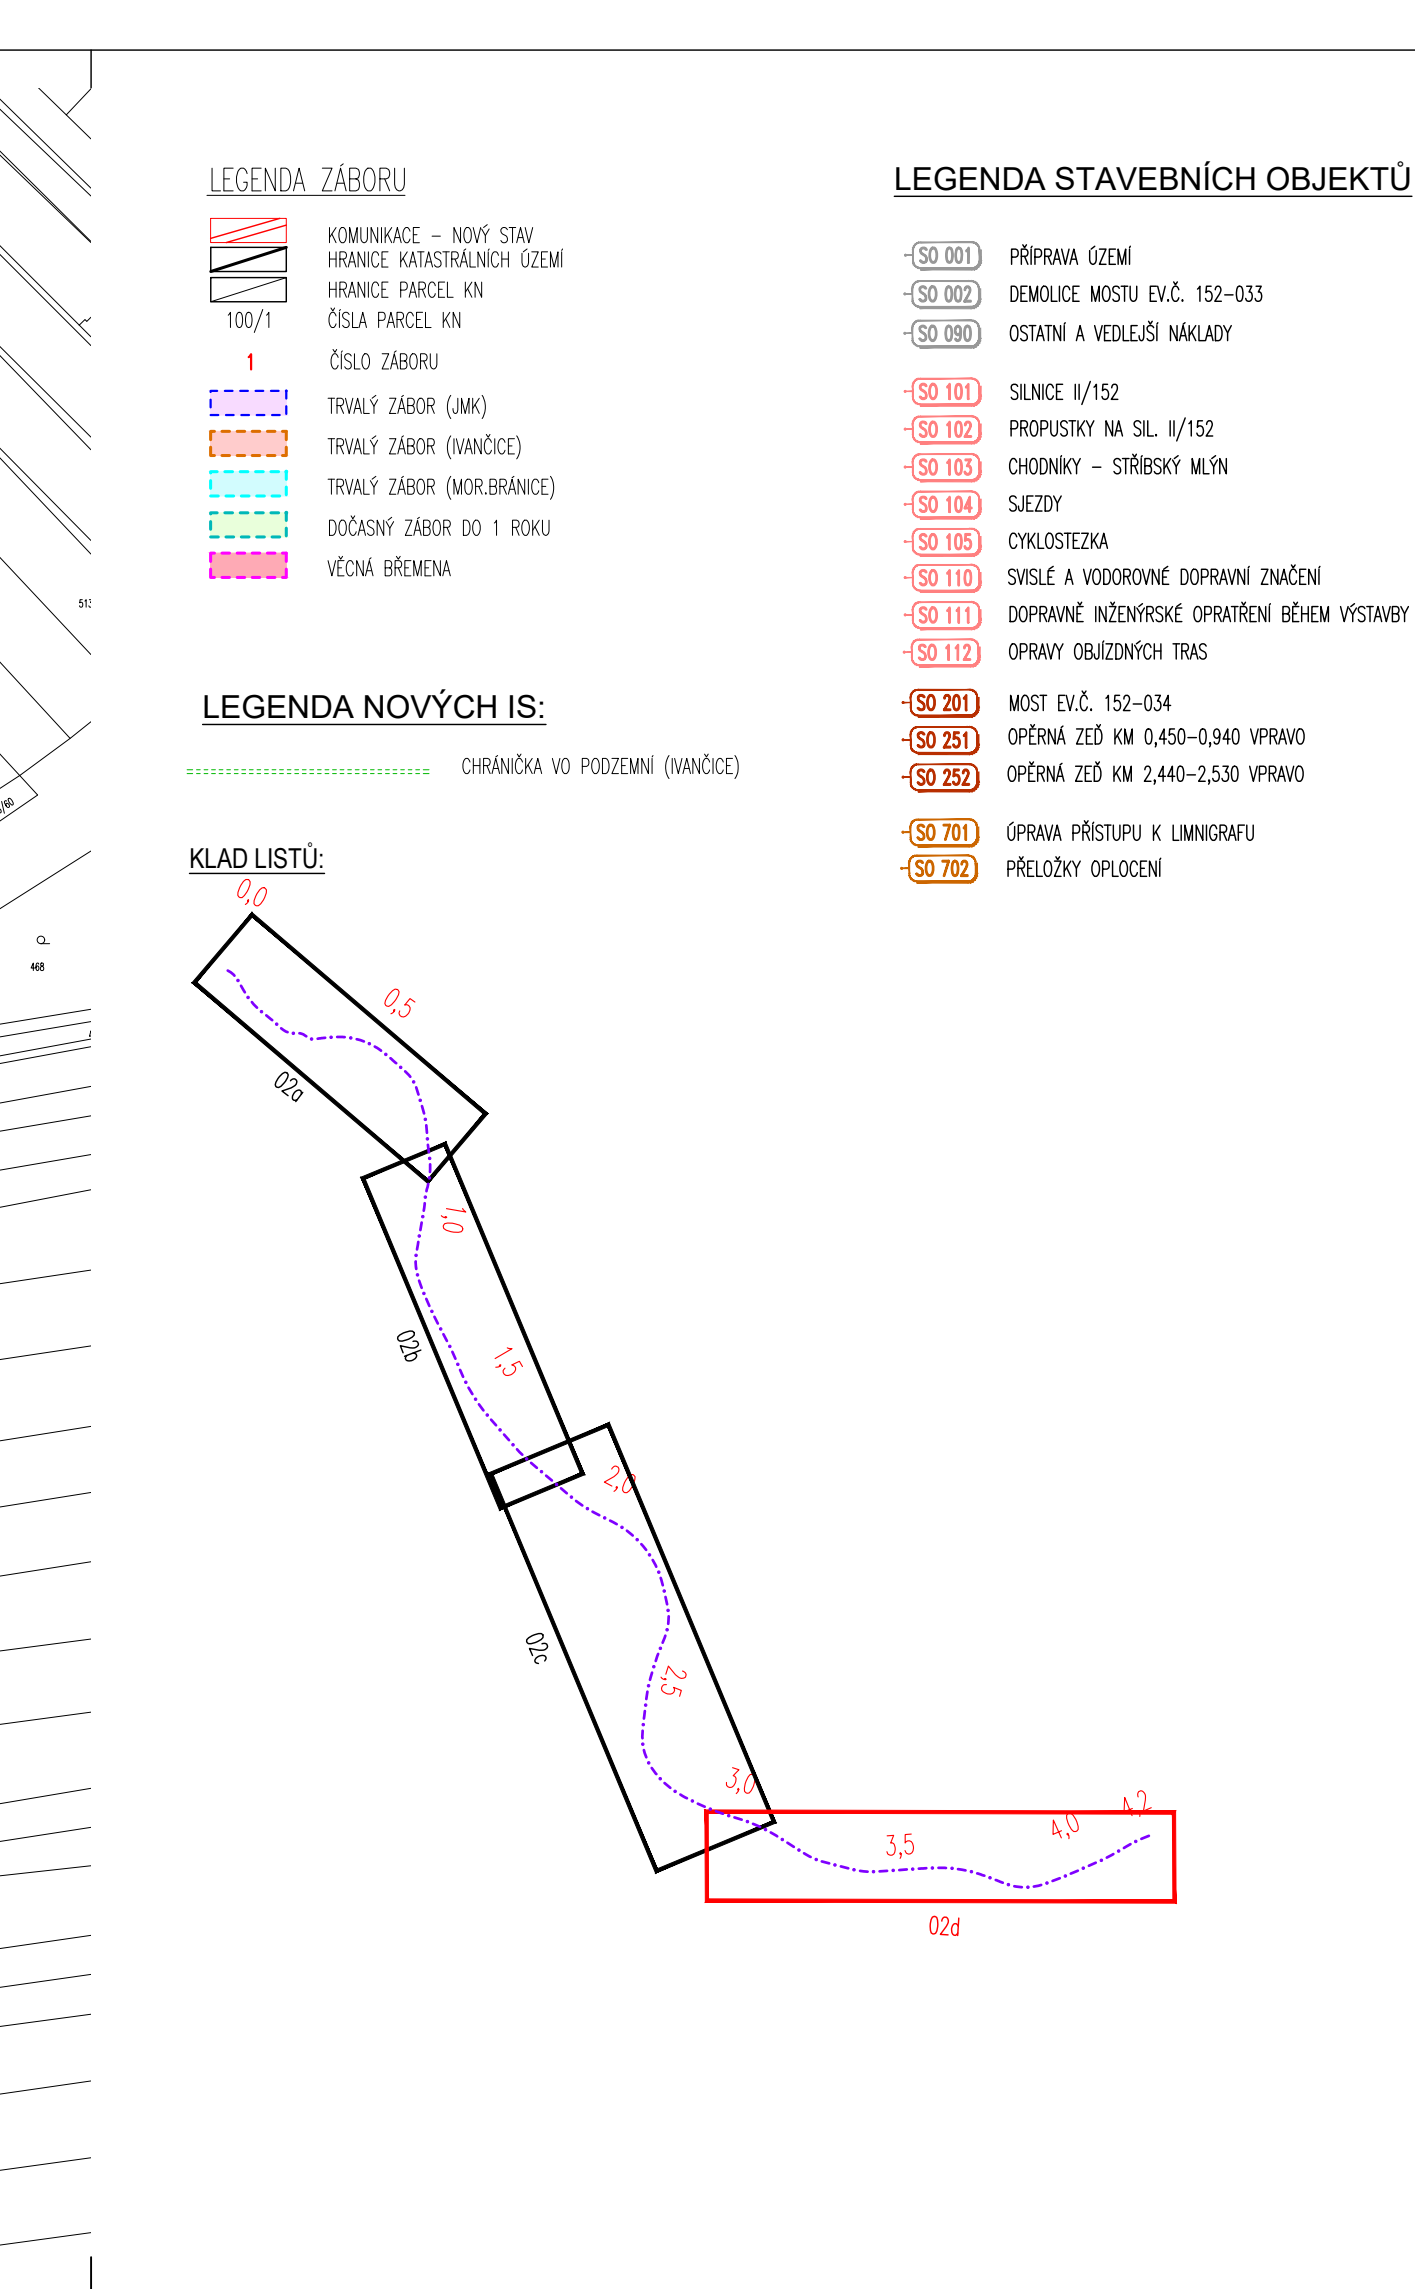 LEGENDA ZÁBORU
KOMUNIKACE – NOVÝ STAV
HRANICE KATASTRÁLNÍCH ÚZEMÍ
HRANICE PARCEL KN
100/1 ČÍSLA PARCEL KN
1 ČÍSLO ZÁBORU
TRVALÝ ZÁBOR (JMK)
TRVALÝ ZÁBOR (IVANČICE)
TRVALÝ ZÁBOR (MOR.BRÁNICE)
DOČASNÝ ZÁBOR DO 1 ROKU
VĚCNÁ BŘEMENA
LEGENDA NOVÝCH IS:
CHRÁNIČKA VO PODZEMNÍ (IVANČICE)
LEGENDA STAVEBNÍCH OBJEKTŮ
SO 001 PŘÍPRAVA ÚZEMÍ
SO 002 DEMOLICE MOSTU EV.Č. 152–033
SO 090 OSTATNÍ A VEDLEJŠÍ NÁKLADY
SO 101 SILNICE II/152
SO 102 PROPUSTKY NA SIL. II/152
SO 103 CHODNÍKY – STŘÍBSKÝ MLÝN
SO 104 SJEZDY
SO 105 CYKLOSTEZKA
SO 110 SVISLÉ A VODOROVNÉ DOPRAVNÍ ZNAČENÍ
SO 111 DOPRAVNĚ INŽENÝRSKÉ OPRATŘENÍ BĚHEM VÝSTAVBY
SO 112 OPRAVY OBJÍZDNÝCH TRAS
SO 201 MOST EV.Č. 152–034
SO 251 OPĚRNÁ ZEĎ KM 0,450–0,940 VPRAVO
SO 252 OPĚRNÁ ZEĎ KM 2,440–2,530 VPRAVO
SO 701 ÚPRAVA PŘÍSTUPU K LIMNIGRAFU
SO 702 PŘELOŽKY OPLOCENÍ
KLAD LISTŮ:
0,0
0,5
02a
1,0
02b
1,5
2,0
02c
2,5
3,0
3,5
4,0
4,2
02d
468